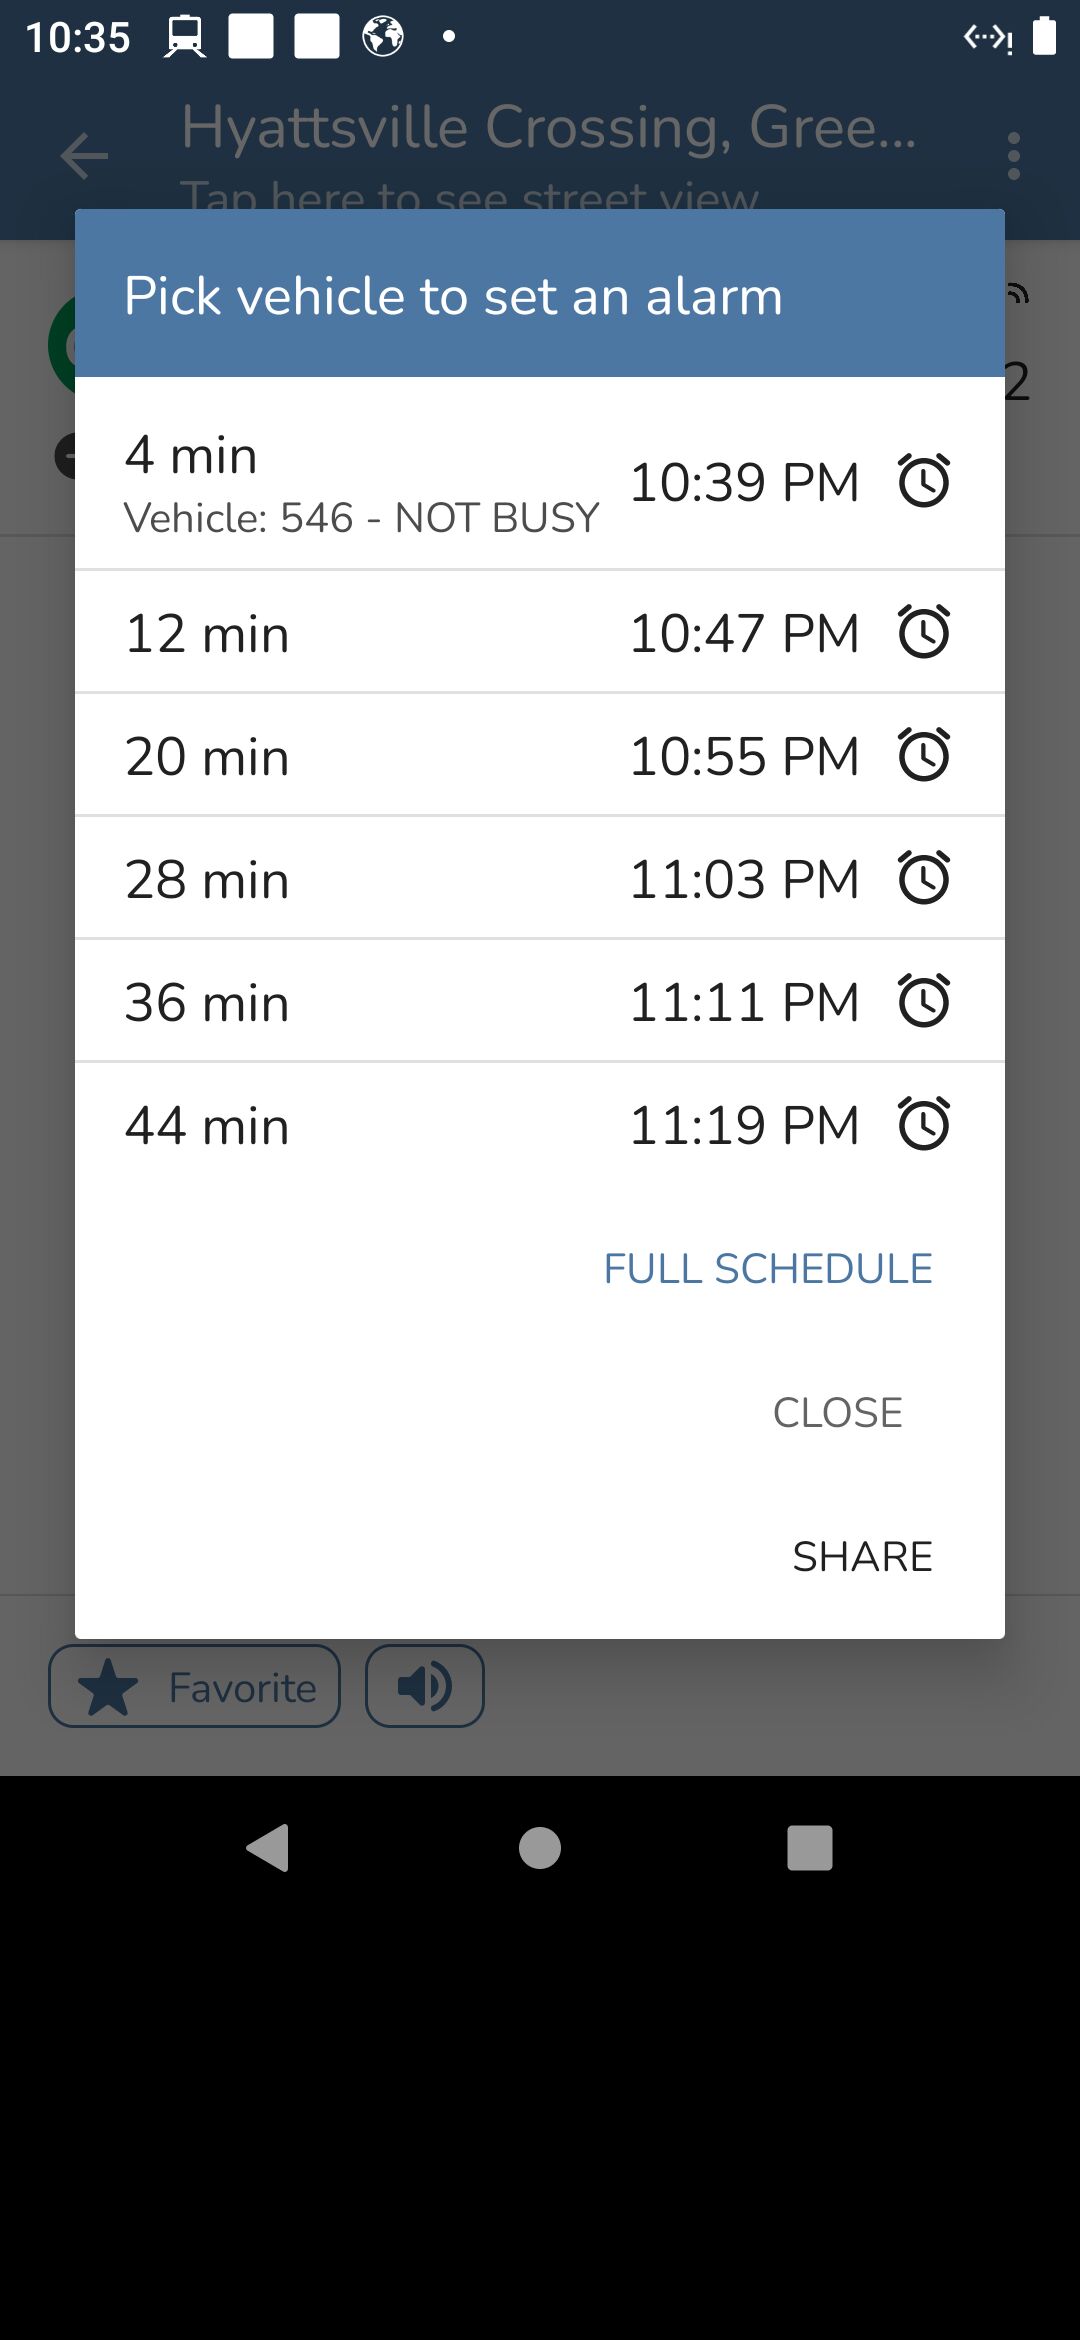 10:35
Hyattsville Crossing, Gree...
Tap here to see street view
Pick vehicle to set an alarm
4 min
Vehicle: 546 - NOT BUSY
10:39 PM
12 min 10:47 PM
20 min 10:55 PM
28 min 11:03 PM
36 min 11:11 PM
44 min 11:19 PM
2
FULL SCHEDULE
CLOSE
SHARE
Favorite